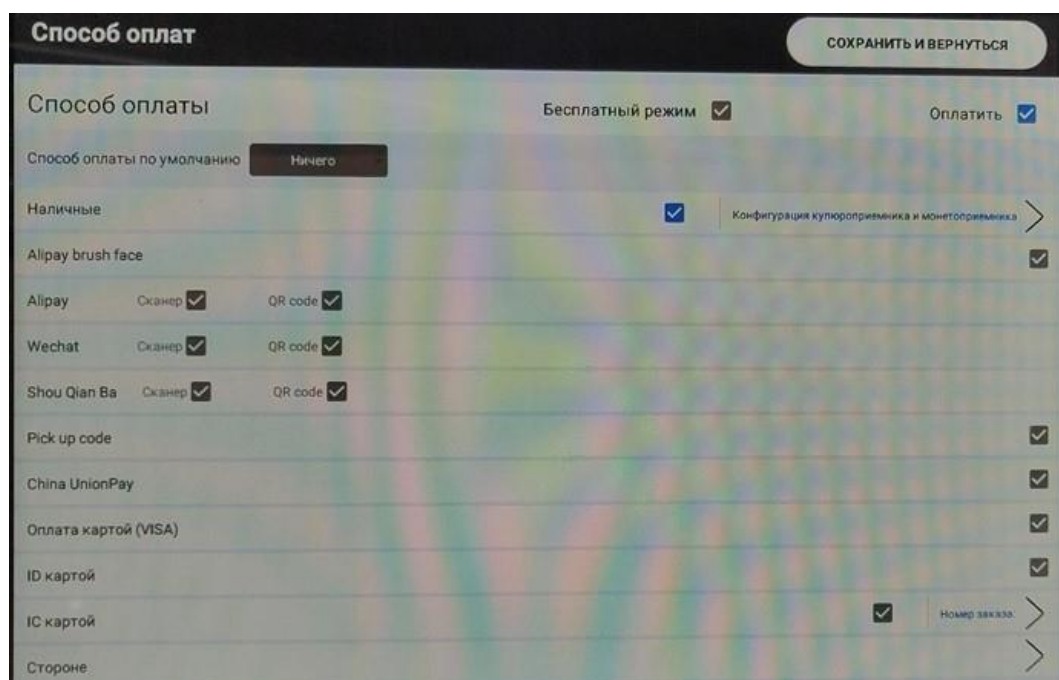 Способ оплат
СОХРАНИТЬ И ВЕРНУТЬСЯ
Способ оплаты
Бесплатный режим
Оплатить
Способ оплаты по умолчанию
Ничего
Наличные
Конфигурация купюроприемника и монетоприемника
Alipay brush face
Alipay Сканер QR code
Wechat Сканер QR code
Shou Qian Ba Сканер QR code
Pick up code
China UnionPay
Оплата картой (VISA)
ID картой
IC картой
Номер заказа:
Стороне